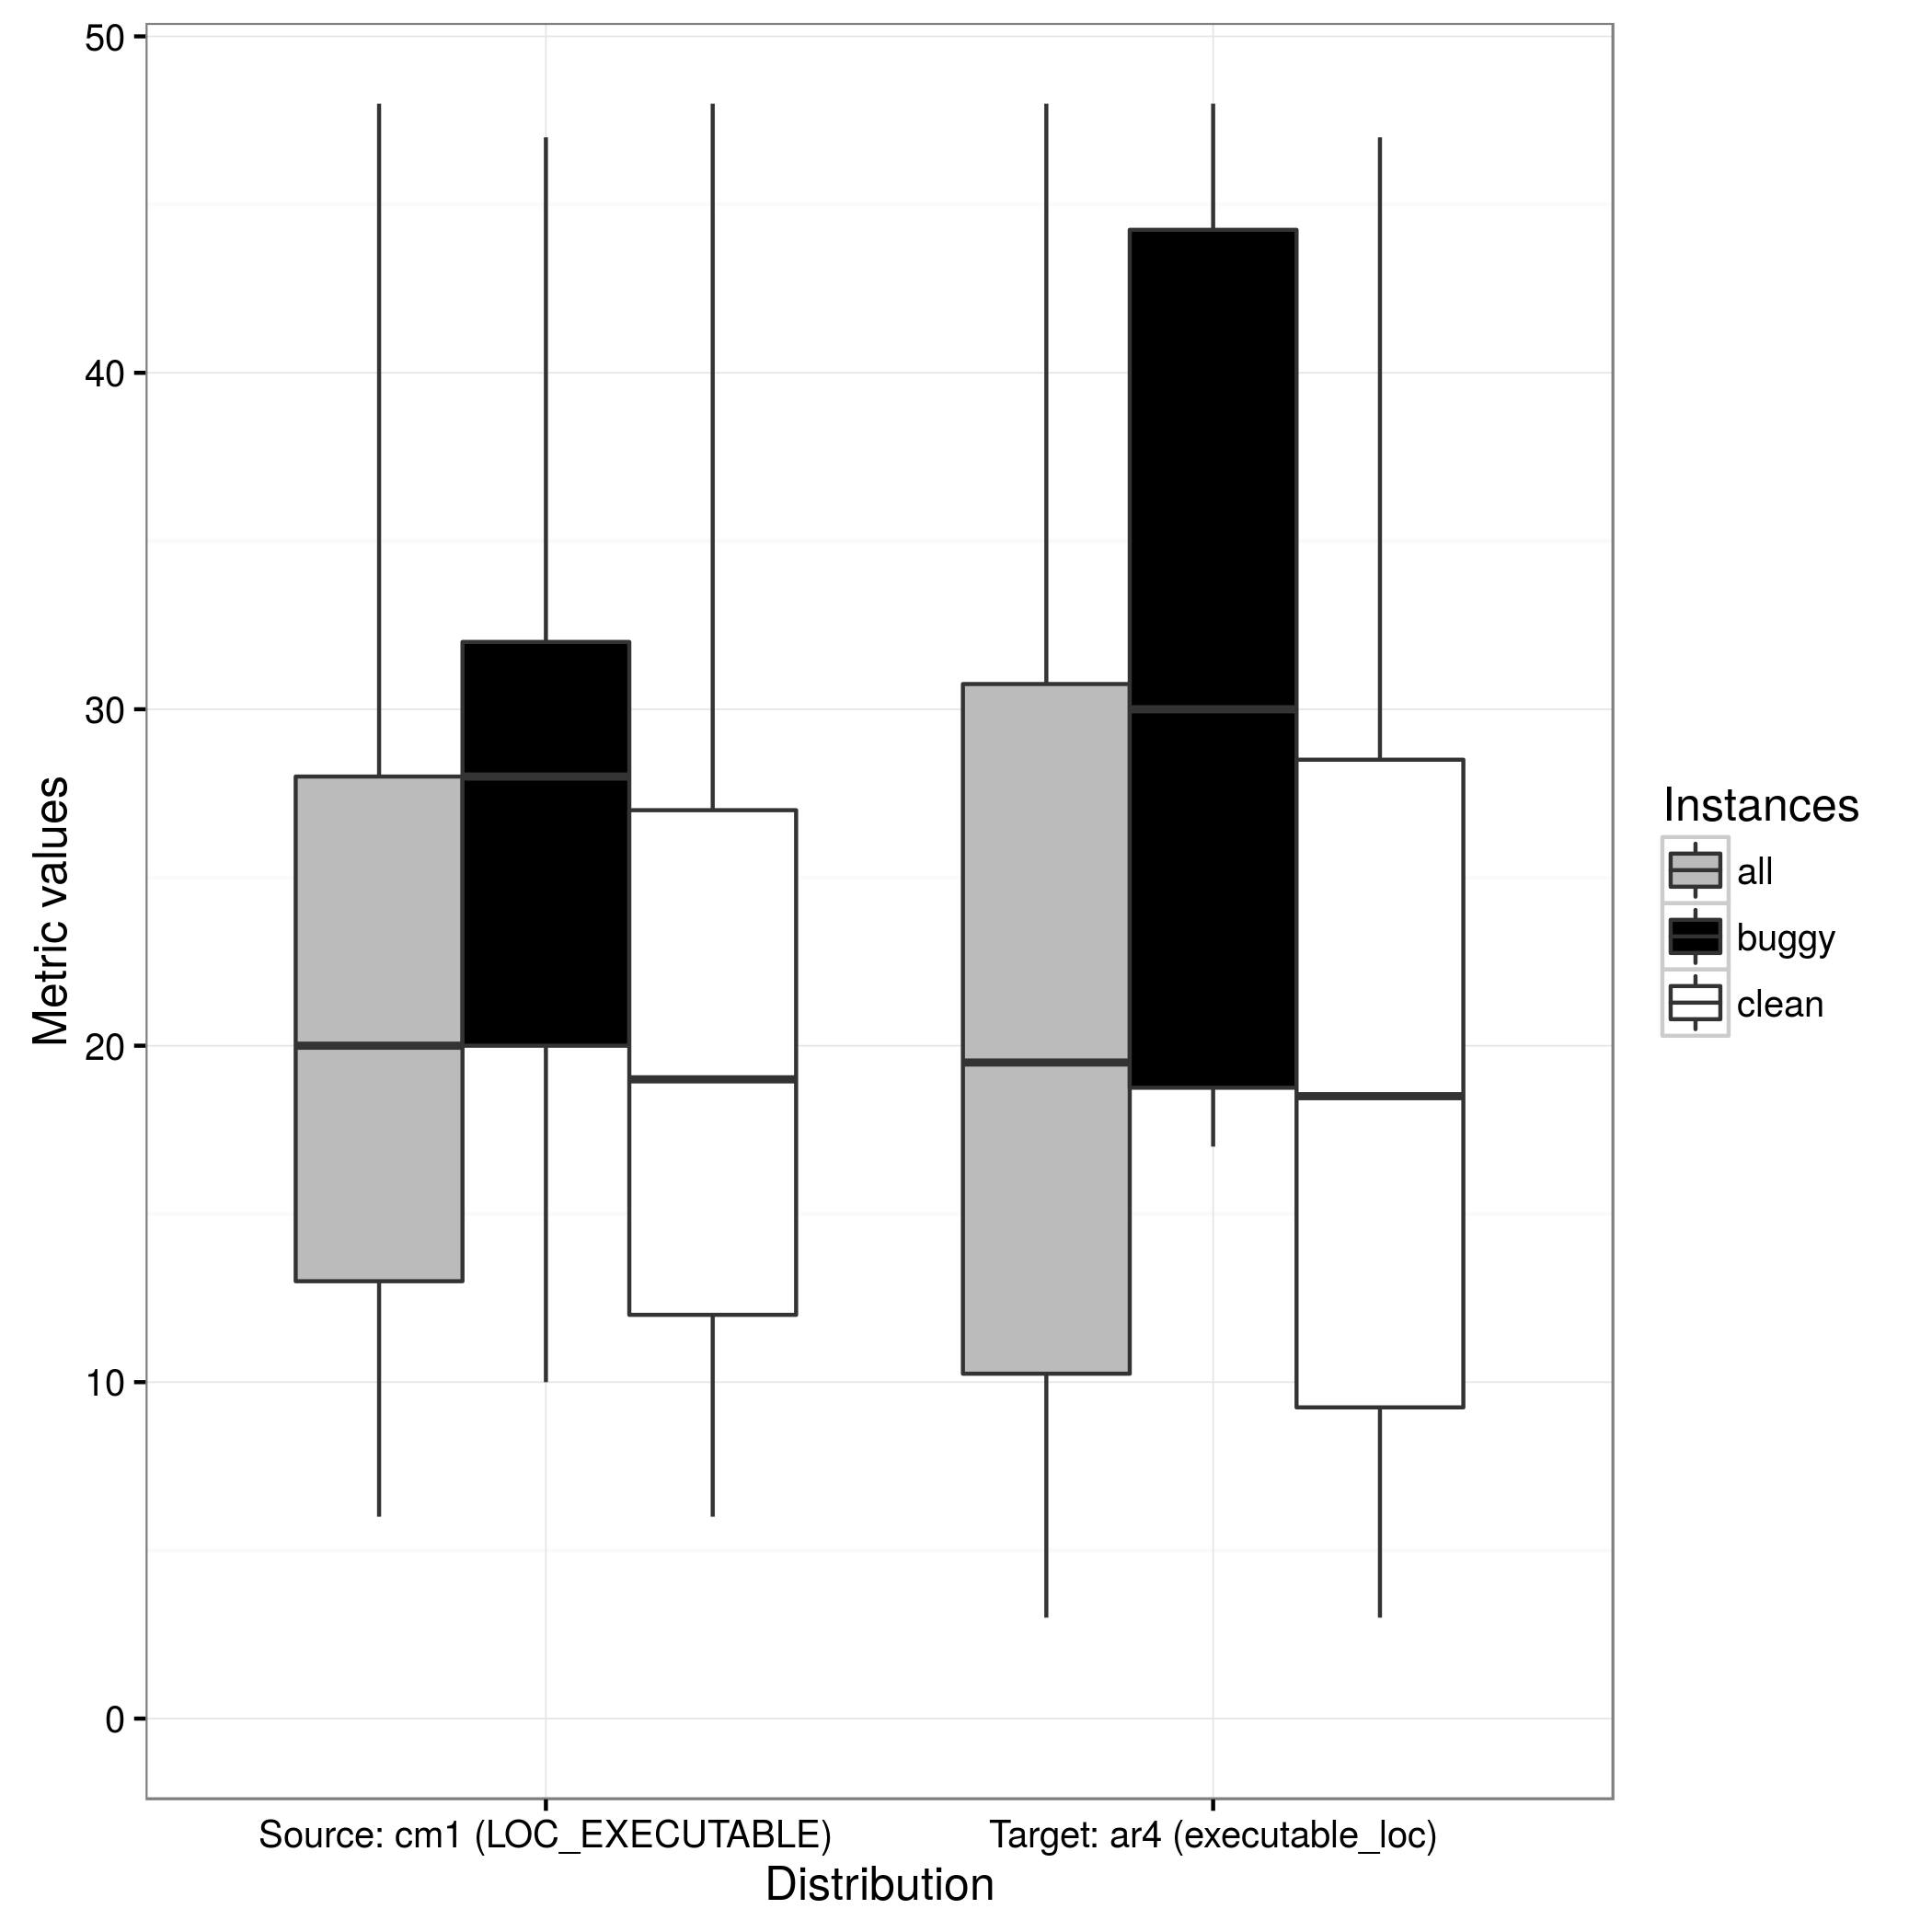 Metric values
50
40
30
20
10
0
Source: cm1 (LOC_EXECUTABLE)
Target: ar4 (executable_loc)
Distribution
Instances
all
buggy
clean